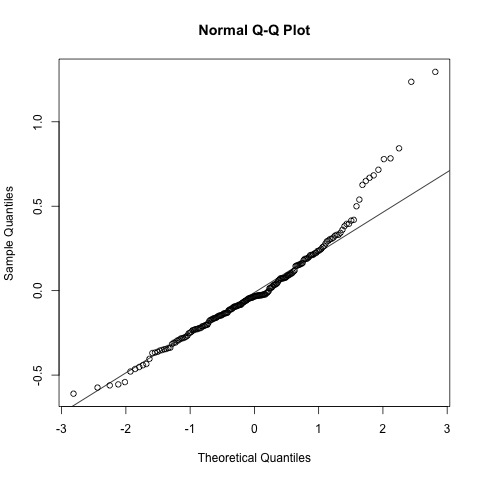 Normal Q-Q Plot
1.0
0.5
0.0
-0.5
Sample Quantiles
-3 -2 -1 0 1 2 3
Theoretical Quantiles